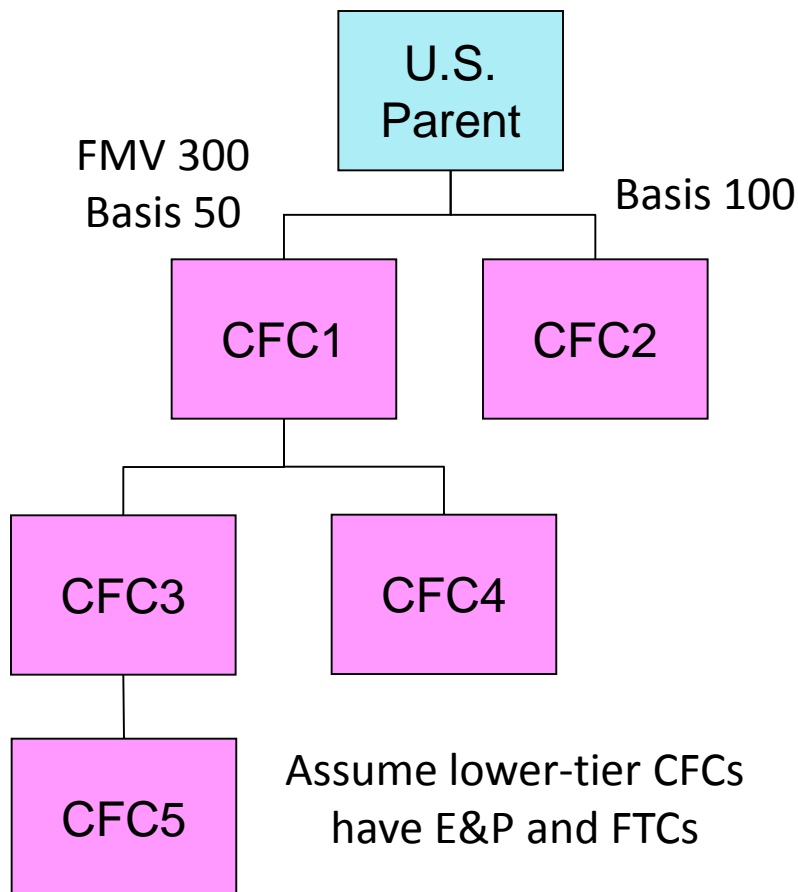 U.S.
Parent
FMV 300
Basis 50
Basis 100
CFC1
CFC2
CFC3
CFC4
CFC5
Assume lower-tier CFCs
have E&P and FTCs